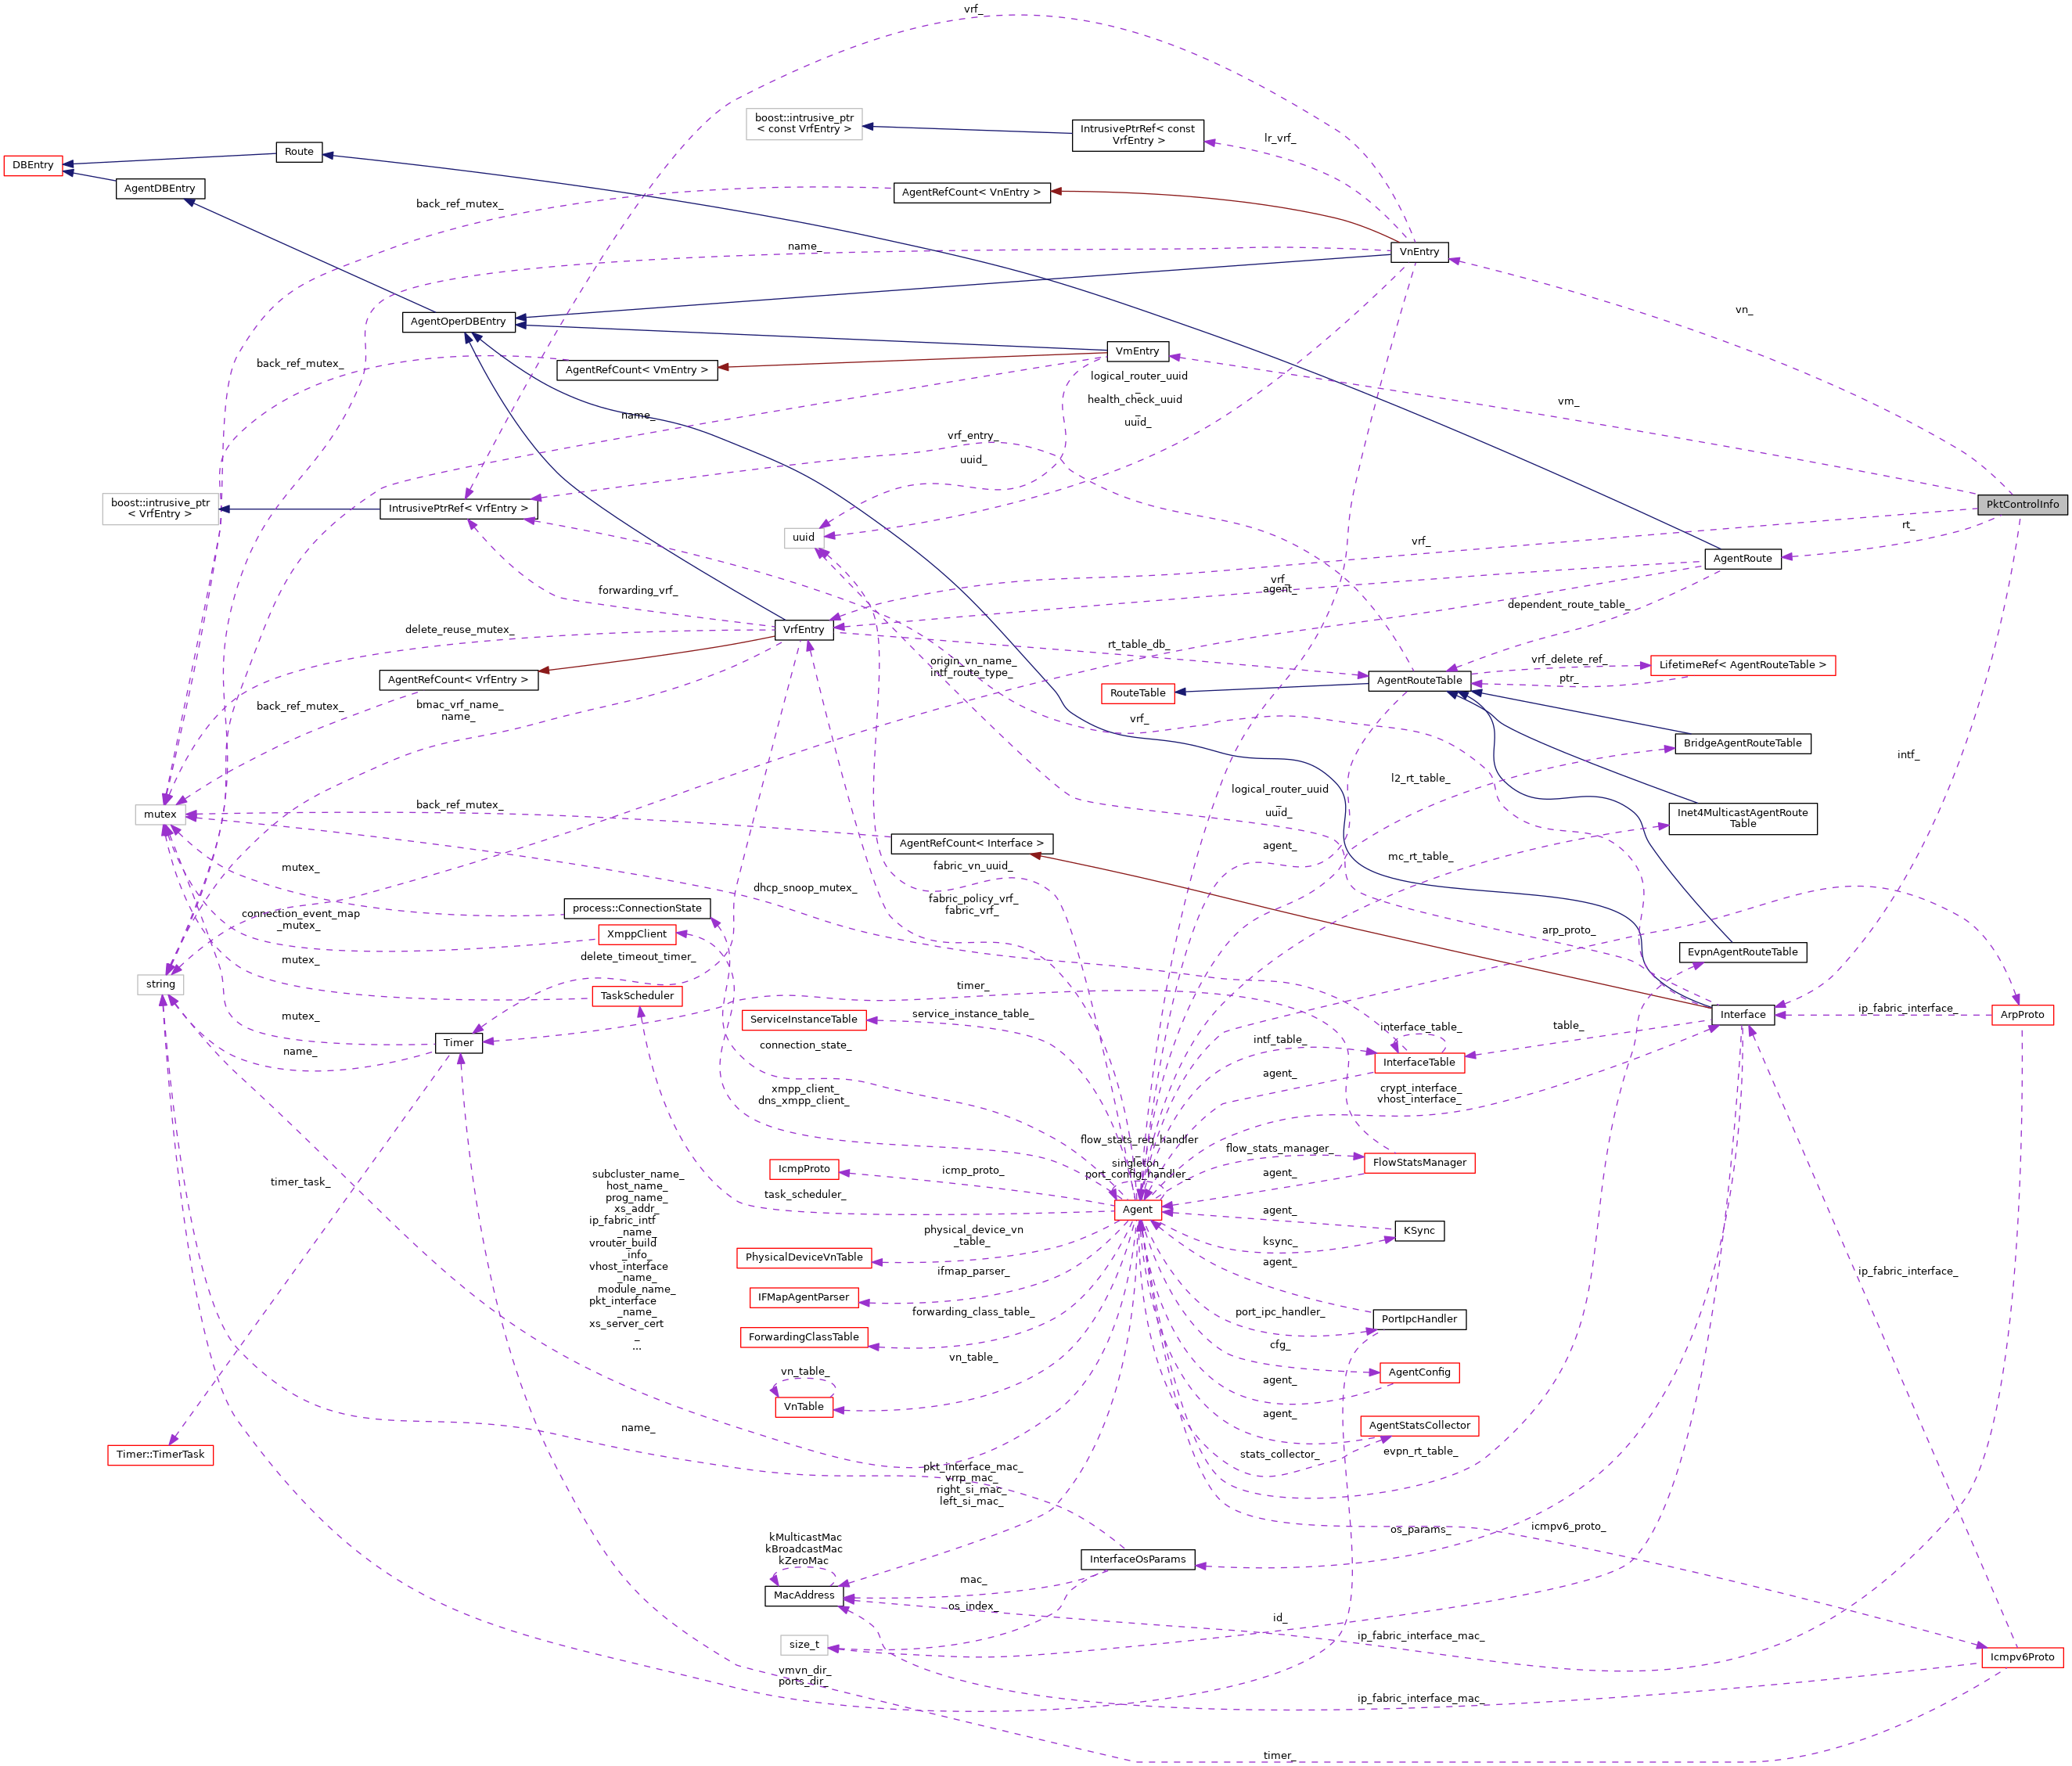 vrf_
boost::intrusive_ptr
< const VrfEntry >
IntrusivePtrRef< const
VrfEntry >
lr_vrf_
Route
DBEntry
AgentDBEntry
AgentRefCount< VnEntry >
back_ref_mutex_
name_
VnEntry
vn_
AgentOperDBEntry
VmEntry
back_ref_mutex_
AgentRefCount< VmEntry >
logical_router_uuid
_
health_check_uuid
_
uuid_
vm_
name_
vrf_entry_
uuid_
boost::intrusive_ptr
< VrfEntry >
IntrusivePtrRef< VrfEntry >
PktControlInfo
rt_
uuid
vrf_
AgentRoute
vrf_
agent_
forwarding_vrf_
dependent_route_table_
delete_reuse_mutex_
VrfEntry
rt_table_db_
origin_vn_name_
intf_route_type_
vrf_delete_ref_
LifetimeRef< AgentRouteTable >
ptr_
AgentRefCount< VrfEntry >
AgentRouteTable
RouteTable
back_ref_mutex_
bmac_vrf_name_
name_
vrf_
BridgeAgentRouteTable
intf_
l2_rt_table_
logical_router_uuid
_
uuid_
mutex
back_ref_mutex_
Inet4MulticastAgentRoute
Table
AgentRefCount< Interface >
agent_
mc_rt_table_
mutex_
fabric_vn_uuid_
dhcp_snoop_mutex_
fabric_policy_vrf_
fabric_vrf_
process::ConnectionState
connection_event_map
_mutex_
XmppClient
arp_proto_
EvpnAgentRouteTable
mutex_
delete_timeout_timer_
string
TaskScheduler
timer_
ServiceInstanceTable
service_instance_table_
Interface
ip_fabric_interface_
ArpProto
mutex_
interface_table_
table_
name_
Timer
connection_state_
intf_table_
InterfaceTable
agent_
xmpp_client_
dns_xmpp_client_
crypt_interface_
vhost_interface_
flow_stats_req_handler
_
singleton_
port_config_handler_
flow_stats_manager_
FlowStatsManager
IcmpProto
icmp_proto_
agent_
timer_task_
subcluster_name_
host_name_
prog_name_
xs_addr_
ip_fabric_intf
_name_
vrouter_build
_info_
vhost_interface
_name_
module_name_
pkt_interface
_name_
xs_server_cert
_
...
task_scheduler_
Agent
agent_
KSync
physical_device_vn
_table_
PhysicalDeviceVnTable
ksync_
agent_
ifmap_parser_
ip_fabric_interface_
IFMapAgentParser
forwarding_class_table_
port_ipc_handler_
PortIpcHandler
ForwardingClassTable
cfg_
vn_table_
vn_table_
agent_
AgentConfig
VnTable
agent_
AgentStatsCollector
name_
Timer::TimerTask
stats_collector_
evpn_rt_table_
pkt_interface_mac_
vrrp_mac_
right_si_mac_
left_si_mac_
os_params_
icmpv6_proto_
kMulticastMac
kBroadcastMac
kZeroMac
InterfaceOsParams
mac_
MacAddress
os_index_
id_
size_t
ip_fabric_interface_mac_
Icmpv6Proto
vmvn_dir_
ports_dir_
ip_fabric_interface_mac_
timer_